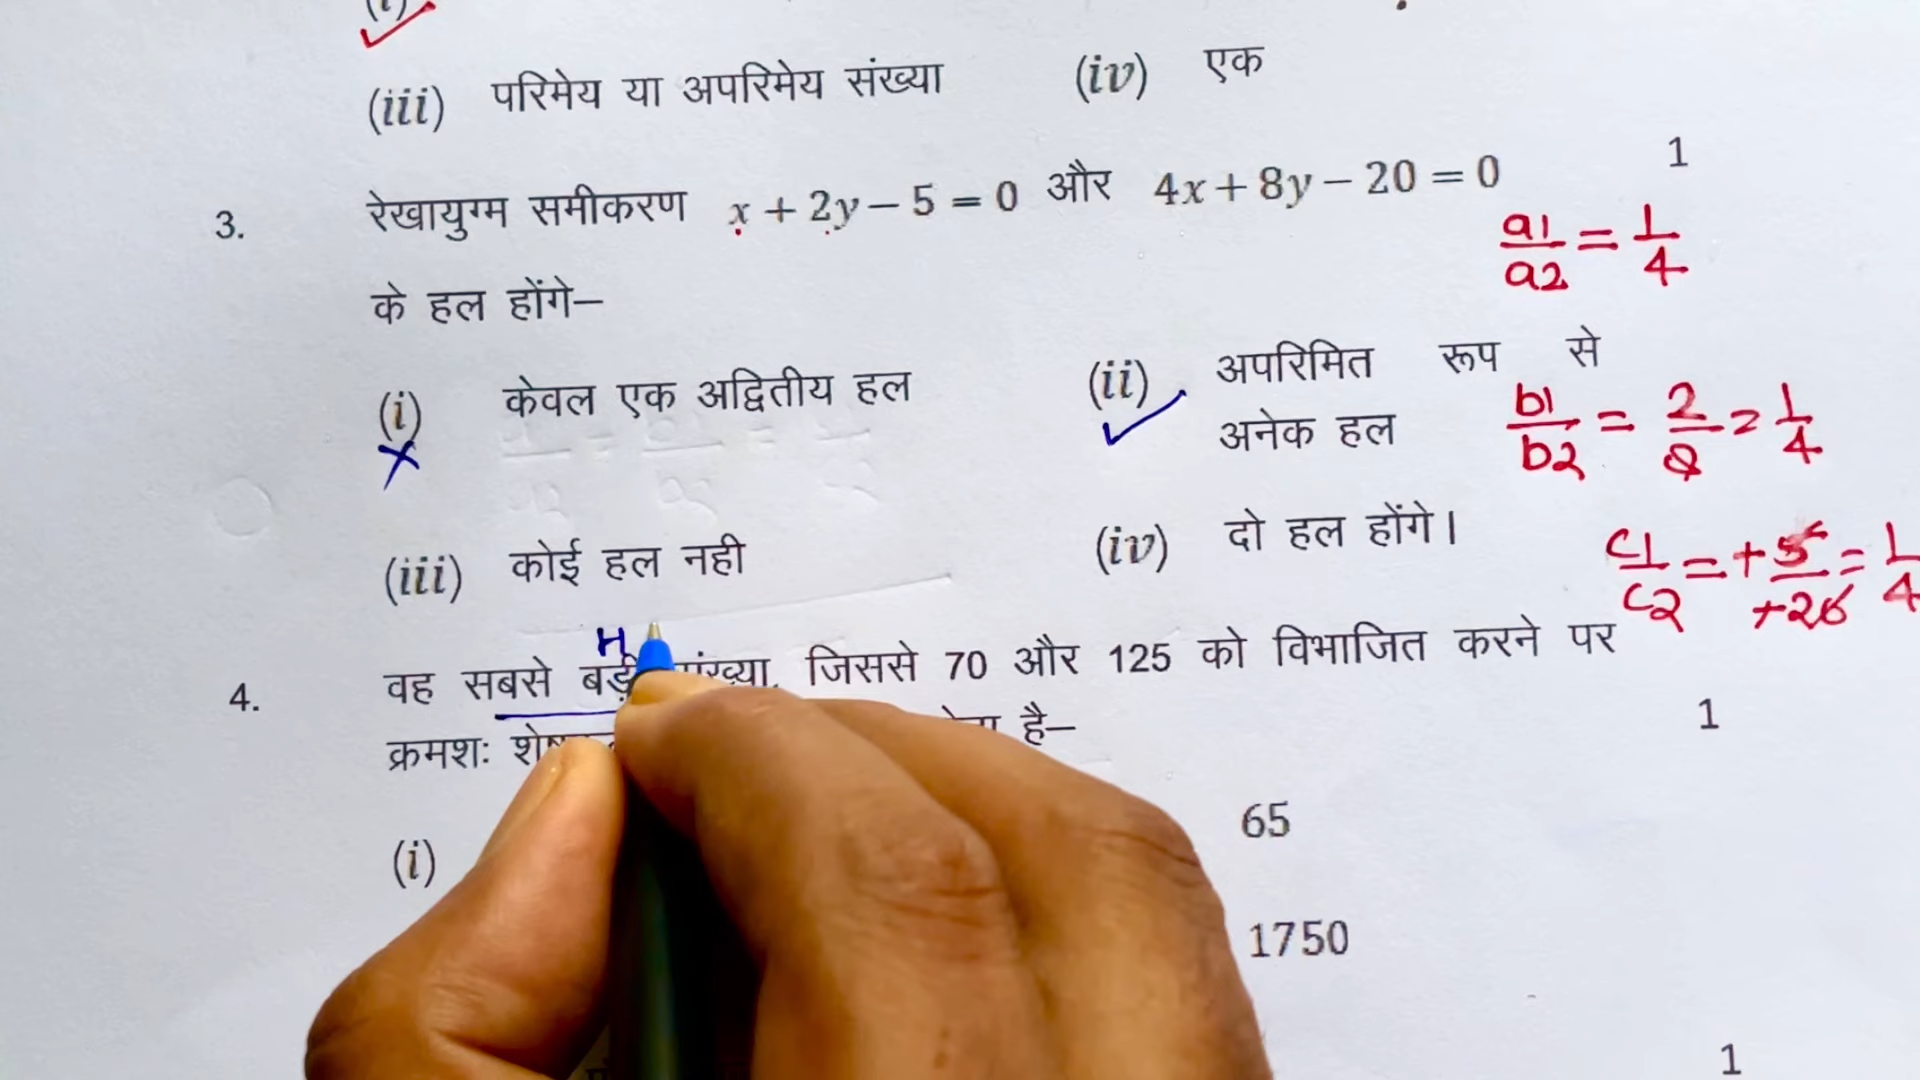 (iii) परिमेय या अपरिमेय संख्या (iv) एक
3. रेखायुग्म समीकरण x + 2y − 5 = 0 और 4x + 8y − 20 = 0 1
a1/a2 = 1/4
के हल होंगे–
(i) केवल एक अद्वितीय हल (ii) अपरिमित रूप से
अनेक हल
b1/b2 = 2/8 = 1/4
(iii) कोई हल नही (iv) दो हल होंगे।
c1/c2 = +5/+20 = 1/4
H
4. वह सबसे बड़ी संख्या, जिससे 70 और 125 को विभाजित करने पर 1
क्रमशः है–
(i) 65
1750
1